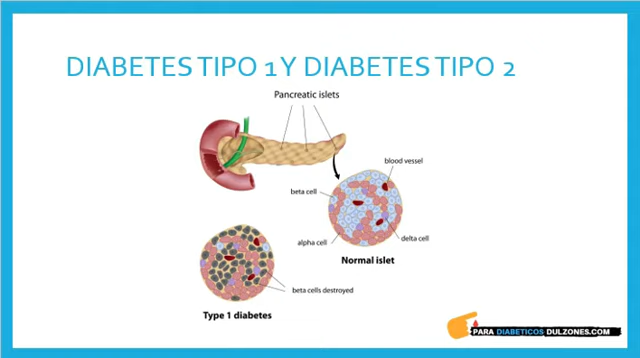 DIABETES TIPO 1 Y DIABETES TIPO 2
Pancreatic islets
blood vessel
beta cell
alpha cell
delta cell
Normal islet
beta cells destroyed
Type 1 diabetes
PARA DIABETICOS DULZONES.COM